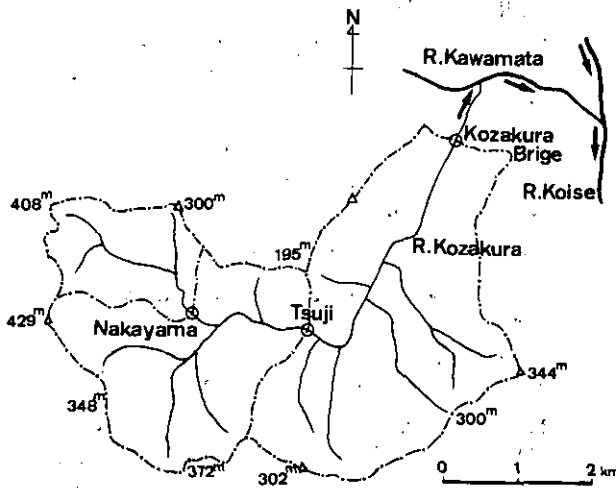 N
R.Kawamata
Kozakura
Brige
R.Koise
408m
300m
R.Kozakura
195m
Tsuji
Nakayama
429m
344m
348m
300m
372m
302m
0 1 2 km